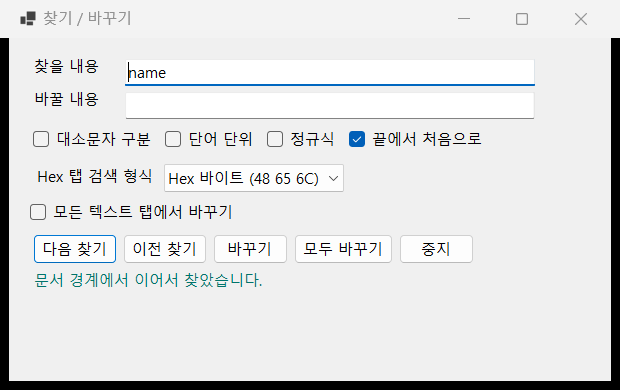 찾기 / 바꾸기
찾을 내용 name
바꿀 내용
대소문자 구분 단어 단위 정규식 끝에서 처음으로
Hex 탭 검색 형식 Hex 바이트 (48 65 6C)
모든 텍스트 탭에서 바꾸기
다음 찾기 이전 찾기 바꾸기 모두 바꾸기 중지
문서 경계에서 이어서 찾았습니다.